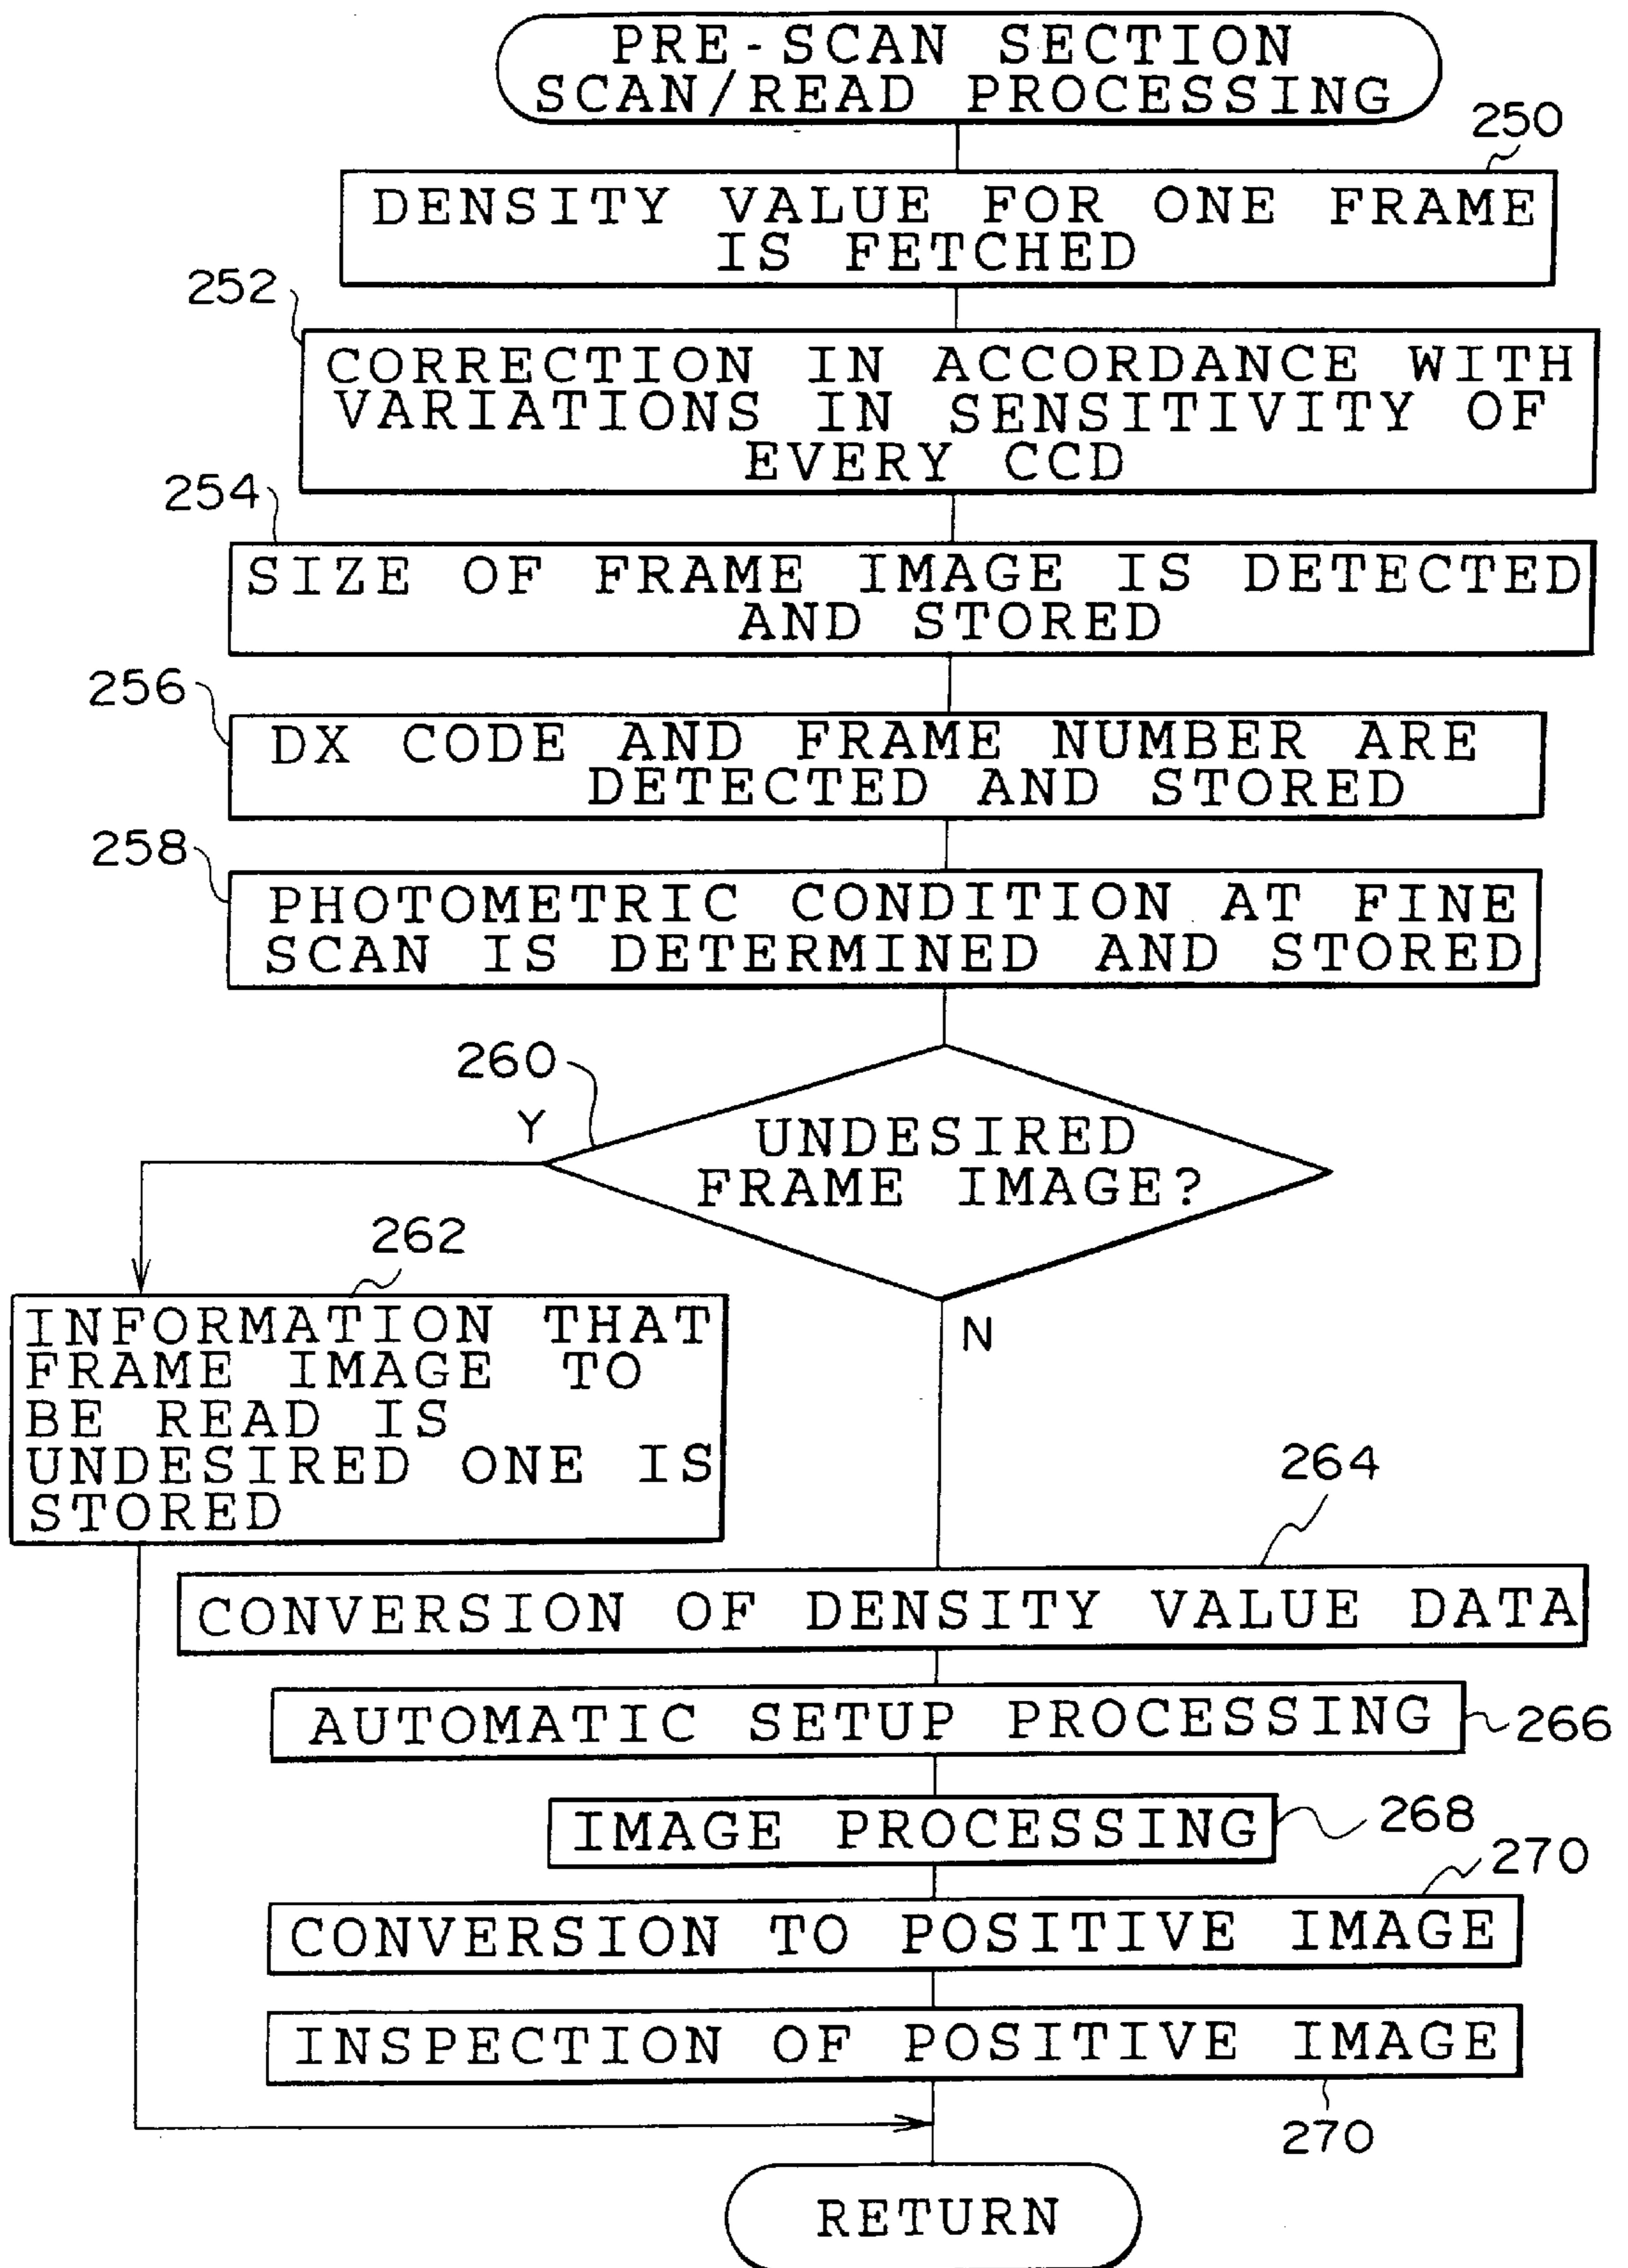 PRE-SCAN SECTION
SCAN/READ PROCESSING
250
DENSITY VALUE FOR ONE FRAME
IS FETCHED
252
CORRECTION IN ACCORDANCE WITH
VARIATIONS IN SENSITIVITY OF
EVERY CCD
254
SIZE OF FRAME IMAGE IS DETECTED
AND STORED
256
DX CODE AND FRAME NUMBER ARE
DETECTED AND STORED
258
PHOTOMETRIC CONDITION AT FINE
SCAN IS DETERMINED AND STORED
260
Y
UNDESIRED
FRAME IMAGE?
262
N
INFORMATION THAT
FRAME IMAGE TO
BE READ IS
UNDESIRED ONE IS
STORED
264
CONVERSION OF DENSITY VALUE DATA
AUTOMATIC SETUP PROCESSING
266
IMAGE PROCESSING
268
270
CONVERSION TO POSITIVE IMAGE
INSPECTION OF POSITIVE IMAGE
270
RETURN